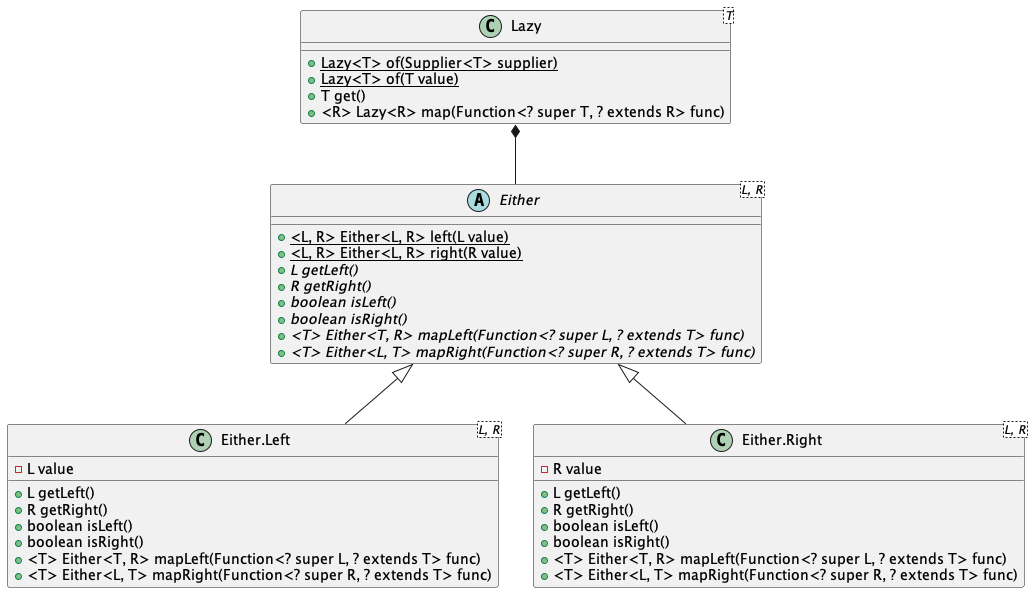 C Lazy
T
Lazy<T> of(Supplier<T> supplier)
Lazy<T> of(T value)
T get()
<R> Lazy<R> map(Function<? super T, ? extends R> func)
A Either
L, R
<L, R> Either<L, R> left(L value)
<L, R> Either<L, R> right(R value)
L getLeft()
R getRight()
boolean isLeft()
boolean isRight()
<T> Either<T, R> mapLeft(Function<? super L, ? extends T> func)
<T> Either<L, T> mapRight(Function<? super R, ? extends T> func)
C Either.Left
L, R
L value
L getLeft()
R getRight()
boolean isLeft()
boolean isRight()
<T> Either<T, R> mapLeft(Function<? super L, ? extends T> func)
<T> Either<L, T> mapRight(Function<? super R, ? extends T> func)
C Either.Right
L, R
R value
L getLeft()
R getRight()
boolean isLeft()
boolean isRight()
<T> Either<T, R> mapLeft(Function<? super L, ? extends T> func)
<T> Either<L, T> mapRight(Function<? super R, ? extends T> func)